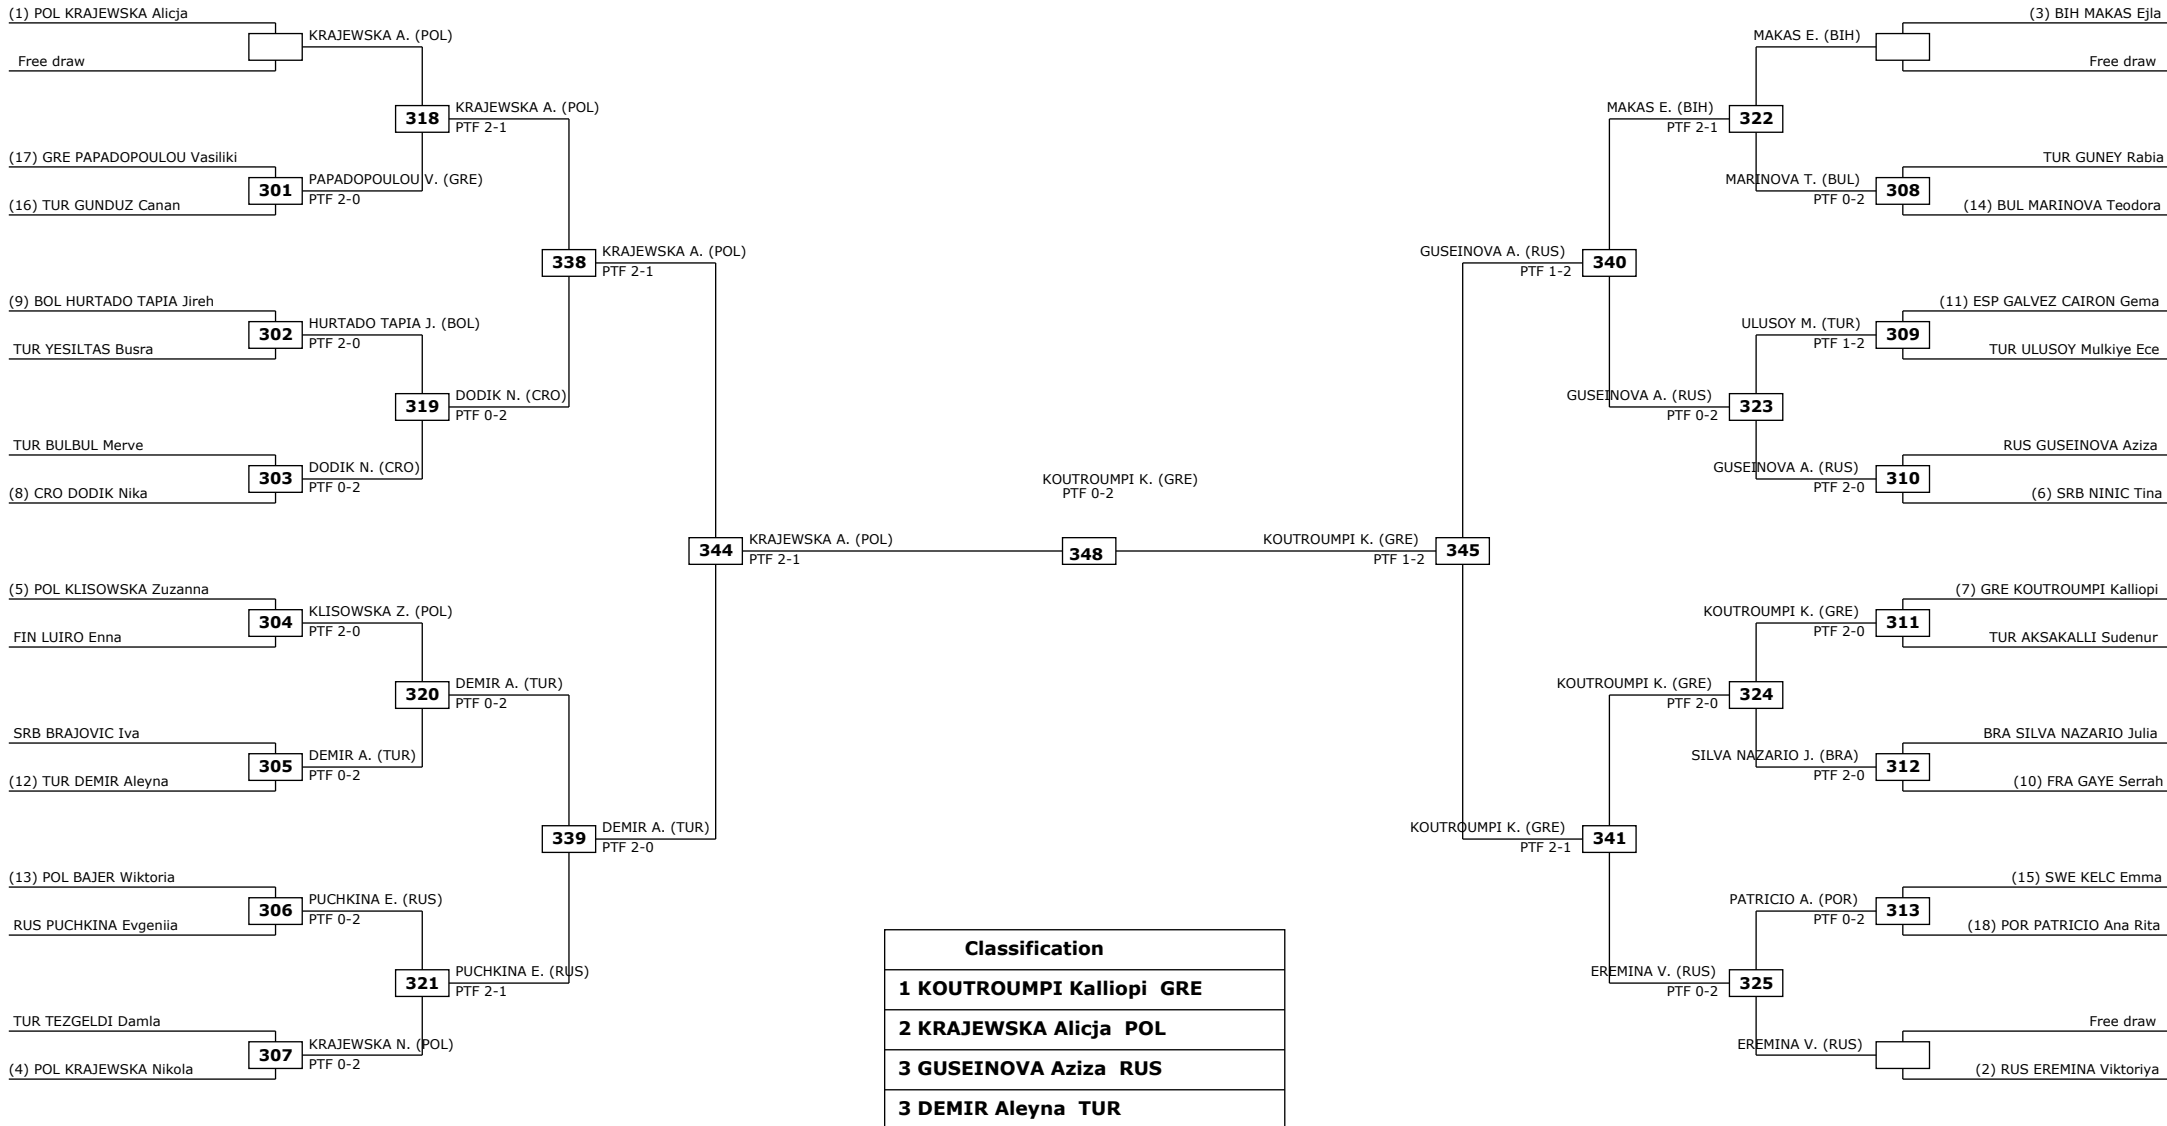 (1) POL KRAJEWSKA Alicja
KRAJEWSKA A. (POL)
Free draw
318
KRAJEWSKA A. (POL)
PTF 2-1
(17) GRE PAPADOPOULOU Vasiliki
301
PAPADOPOULOU V. (GRE)
PTF 2-0
(16) TUR GUNDUZ Canan
338
KRAJEWSKA A. (POL)
PTF 2-1
(9) BOL HURTADO TAPIA Jireh
302
HURTADO TAPIA J. (BOL)
PTF 2-0
TUR YESILTAS Busra
319
DODIK N. (CRO)
PTF 0-2
TUR BULBUL Merve
303
DODIK N. (CRO)
PTF 0-2
(8) CRO DODIK Nika
344
KRAJEWSKA A. (POL)
PTF 2-1
(5) POL KLISOWSKA Zuzanna
304
KLISOWSKA Z. (POL)
PTF 2-0
FIN LUIRO Enna
320
DEMIR A. (TUR)
PTF 0-2
SRB BRAJOVIC Iva
305
DEMIR A. (TUR)
PTF 0-2
(12) TUR DEMIR Aleyna
339
DEMIR A. (TUR)
PTF 2-0
(13) POL BAJER Wiktoria
306
PUCHKINA E. (RUS)
PTF 0-2
RUS PUCHKINA Evgeniia
321
PUCHKINA E. (RUS)
PTF 2-1
TUR TEZGELDI Damla
307
KRAJEWSKA N. (POL)
PTF 0-2
(4) POL KRAJEWSKA Nikola
KOUTROUMPI K. (GRE)
PTF 0-2
348
(3) BIH MAKAS Ejla
MAKAS E. (BIH)
Free draw
MAKAS E. (BIH)
PTF 2-1
322
TUR GUNEY Rabia
MARINOVA T. (BUL)
PTF 0-2
308
(14) BUL MARINOVA Teodora
GUSEINOVA A. (RUS)
PTF 1-2
340
(11) ESP GALVEZ CAIRON Gema
ULUSOY M. (TUR)
PTF 1-2
309
TUR ULUSOY Mulkiye Ece
GUSEINOVA A. (RUS)
PTF 0-2
323
RUS GUSEINOVA Aziza
GUSEINOVA A. (RUS)
PTF 2-0
310
(6) SRB NINIC Tina
KOUTROUMPI K. (GRE)
PTF 1-2
345
(7) GRE KOUTROUMPI Kalliopi
KOUTROUMPI K. (GRE)
PTF 2-0
311
TUR AKSAKALLI Sudenur
KOUTROUMPI K. (GRE)
PTF 2-0
324
BRA SILVA NAZARIO Julia
SILVA NAZARIO J. (BRA)
PTF 2-0
312
(10) FRA GAYE Serrah
KOUTROUMPI K. (GRE)
PTF 2-1
341
(15) SWE KELC Emma
PATRICIO A. (POR)
PTF 0-2
313
(18) POR PATRICIO Ana Rita
EREMINA V. (RUS)
PTF 0-2
325
Free draw
EREMINA V. (RUS)
(2) RUS EREMINA Viktoriya
Classification
1 KOUTROUMPI Kalliopi GRE
2 KRAJEWSKA Alicja POL
3 GUSEINOVA Aziza RUS
3 DEMIR Aleyna TUR